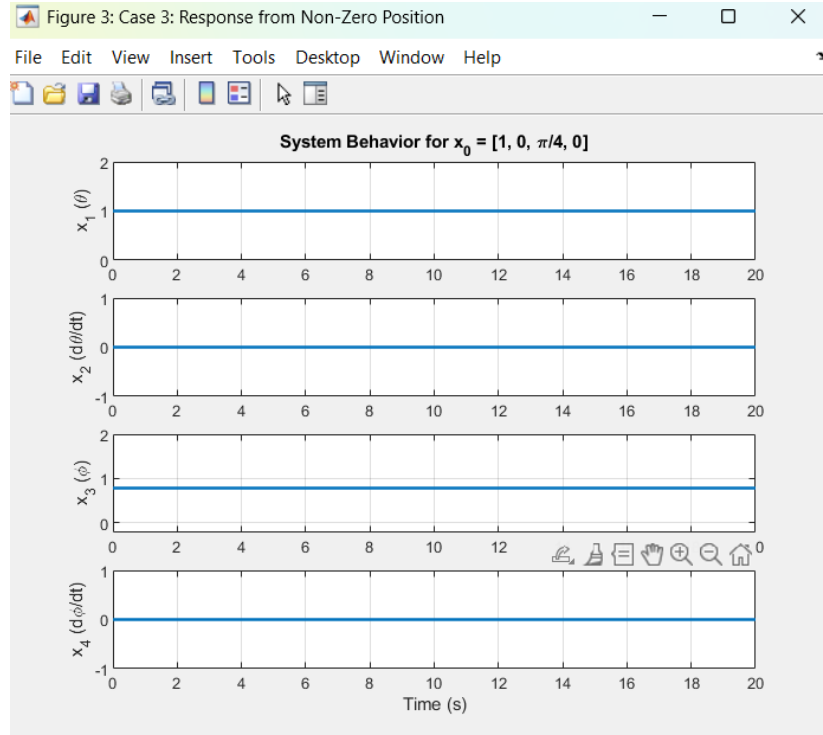 Figure 3: Case 3: Response from Non-Zero Position
File Edit View Insert Tools Desktop Window Help
System Behavior for x₀ = [1, 0, π/4, 0]
2
1
0
x₁ (θ)
0 2 4 6 8 10 12 14 16 18 20
1
0
-1
x₂ (dθ/dt)
0 2 4 6 8 10 12 14 16 18 20
2
1
0
x₃ (ϕ)
0 2 4 6 8 10 12 0
1
0
-1
x₄ (dϕ/dt)
0 2 4 6 8 10 12 14 16 18 20
Time (s)